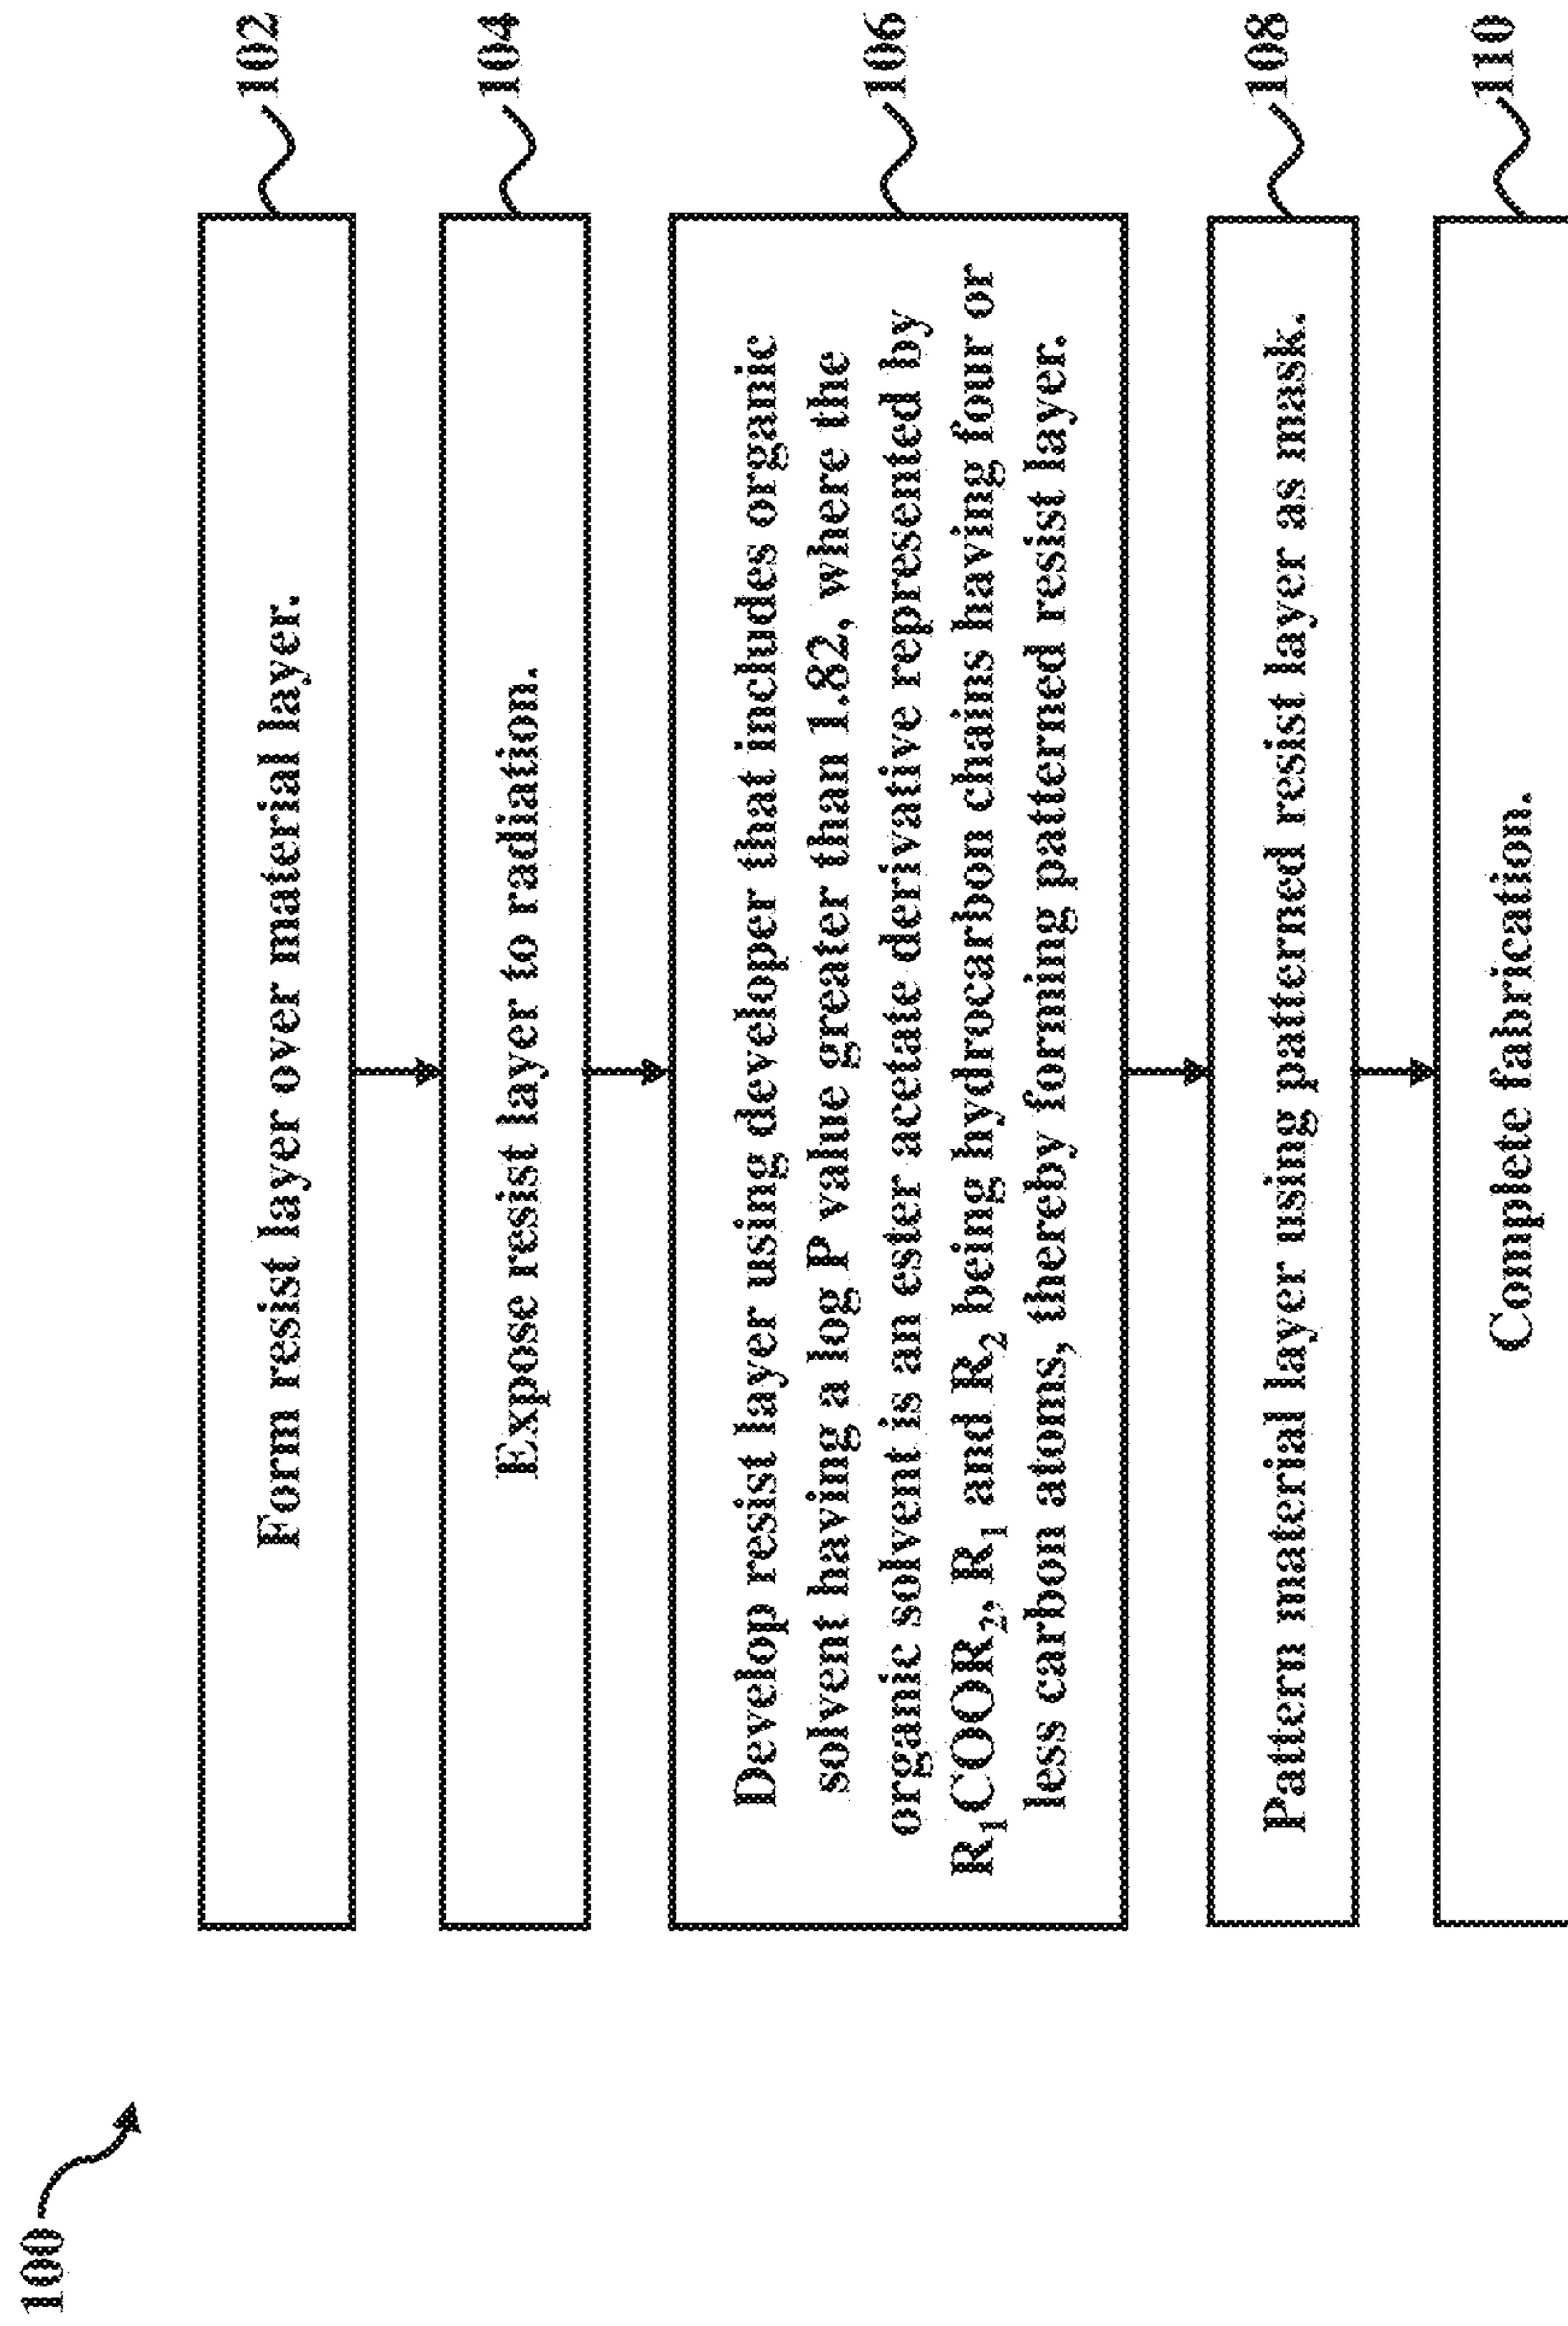 100
Form resist layer over material layer.
102
Expose resist layer to radiation.
104
Develop resist layer using developer that includes organic
solvent having a log P value greater than 1.82, where the
organic solvent is an ester acetate derivative represented by
R₁COOR₂, R₁ and R₂ being hydrocarbon chains having four or
less carbon atoms, thereby forming patterned resist layer.
106
Pattern material layer using patterned resist layer as mask.
108
Complete fabrication.
110